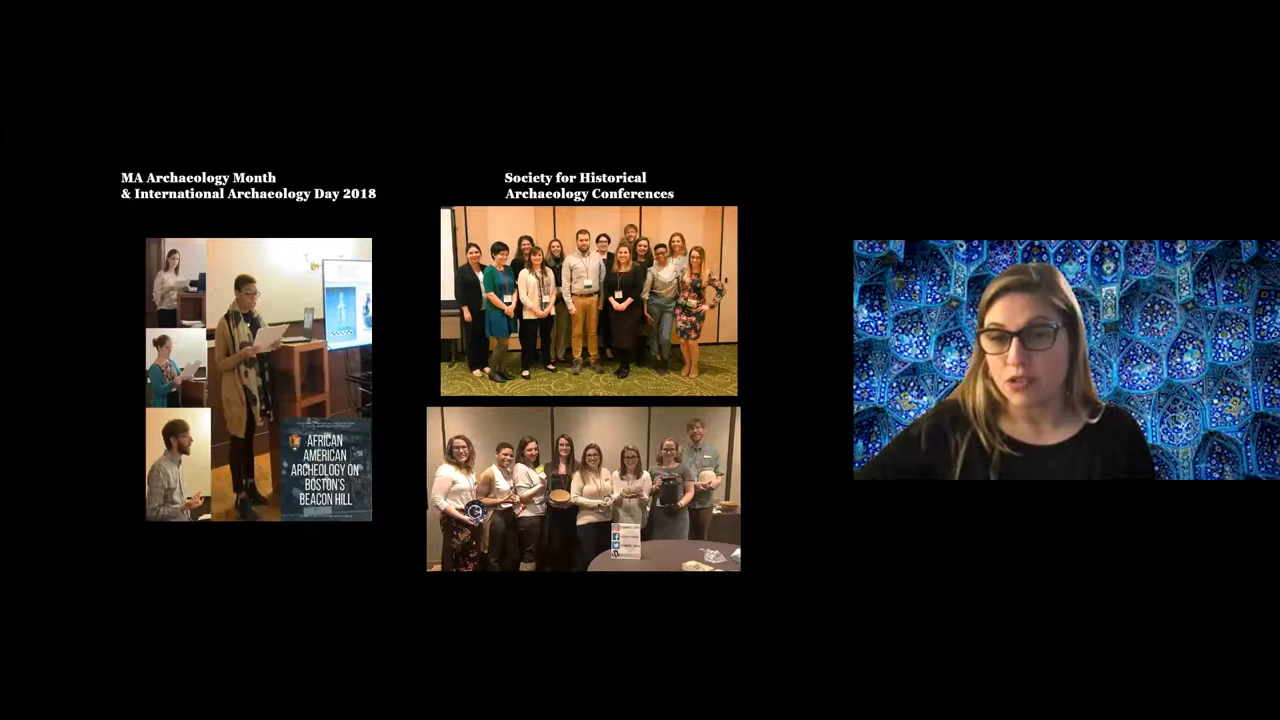 MA Archaeology Month
& International Archaeology Day 2018
Society for Historical
Archaeology Conferences
AFRICAN
AMERICAN
ARCHEOLOGY ON
BOSTON'S
BEACON HILL